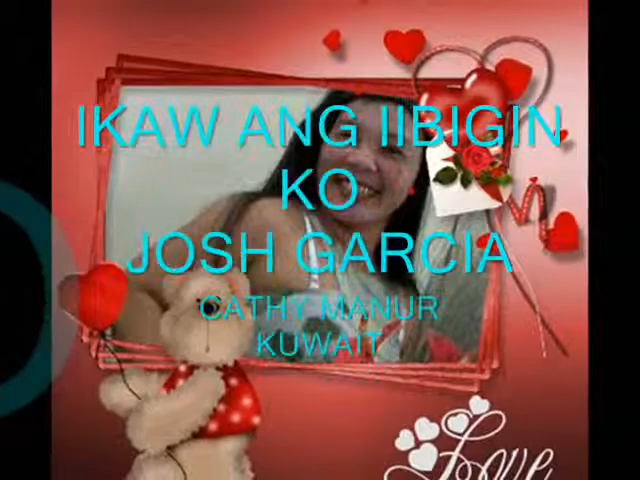 IKAW ANG IIBIGIN
KO
JOSH GARCIA
CATHY MANUR
KUWAIT
Love